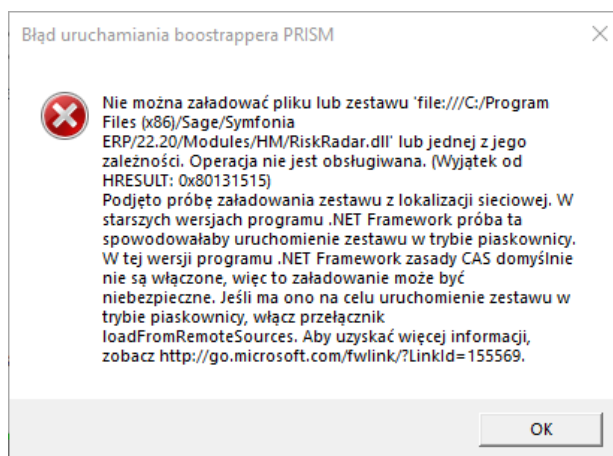 Błąd uruchamiania boostrappera PRISM
Nie można załadować pliku lub zestawu 'file:///C:/Program
Files (x86)/Sage/Symfonia
ERP/22.20/Modules/HM/RiskRadar.dll' lub jednej z jego
zależności. Operacja nie jest obsługiwana. (Wyjątek od
HRESULT: 0x80131515)
Podjęto próbę załadowania zestawu z lokalizacji sieciowej. W
starszych wersjach programu .NET Framework próba ta
spowodowałaby uruchomienie zestawu w trybie piaskownicy.
W tej wersji programu .NET Framework zasady CAS domyślnie
nie są włączone, więc to załadowanie może być
niebezpieczne. Jeśli ma ono na celu uruchomienie zestawu w
trybie piaskownicy, włącz przełącznik
loadFromRemoteSources. Aby uzyskać więcej informacji,
zobacz http://go.microsoft.com/fwlink/?LinkId=155569.
OK